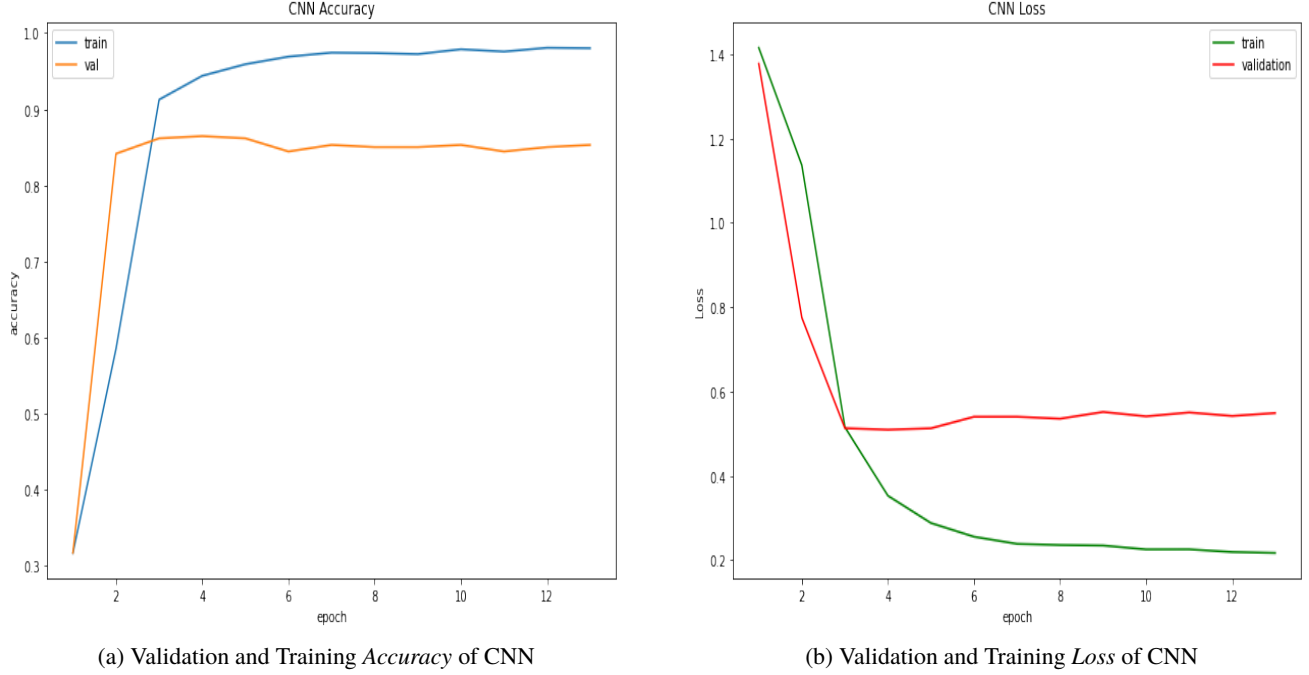 CNN Accuracy
train
val
1.0
0.9
0.8
0.7
0.6
0.5
0.4
0.3
accuracy
2 4 6 8 10 12
epoch
(a) Validation and Training Accuracy of CNN
CNN Loss
train
validation
1.4
1.2
1.0
0.8
0.6
0.4
0.2
Loss
2 4 6 8 10 12
epoch
(b) Validation and Training Loss of CNN